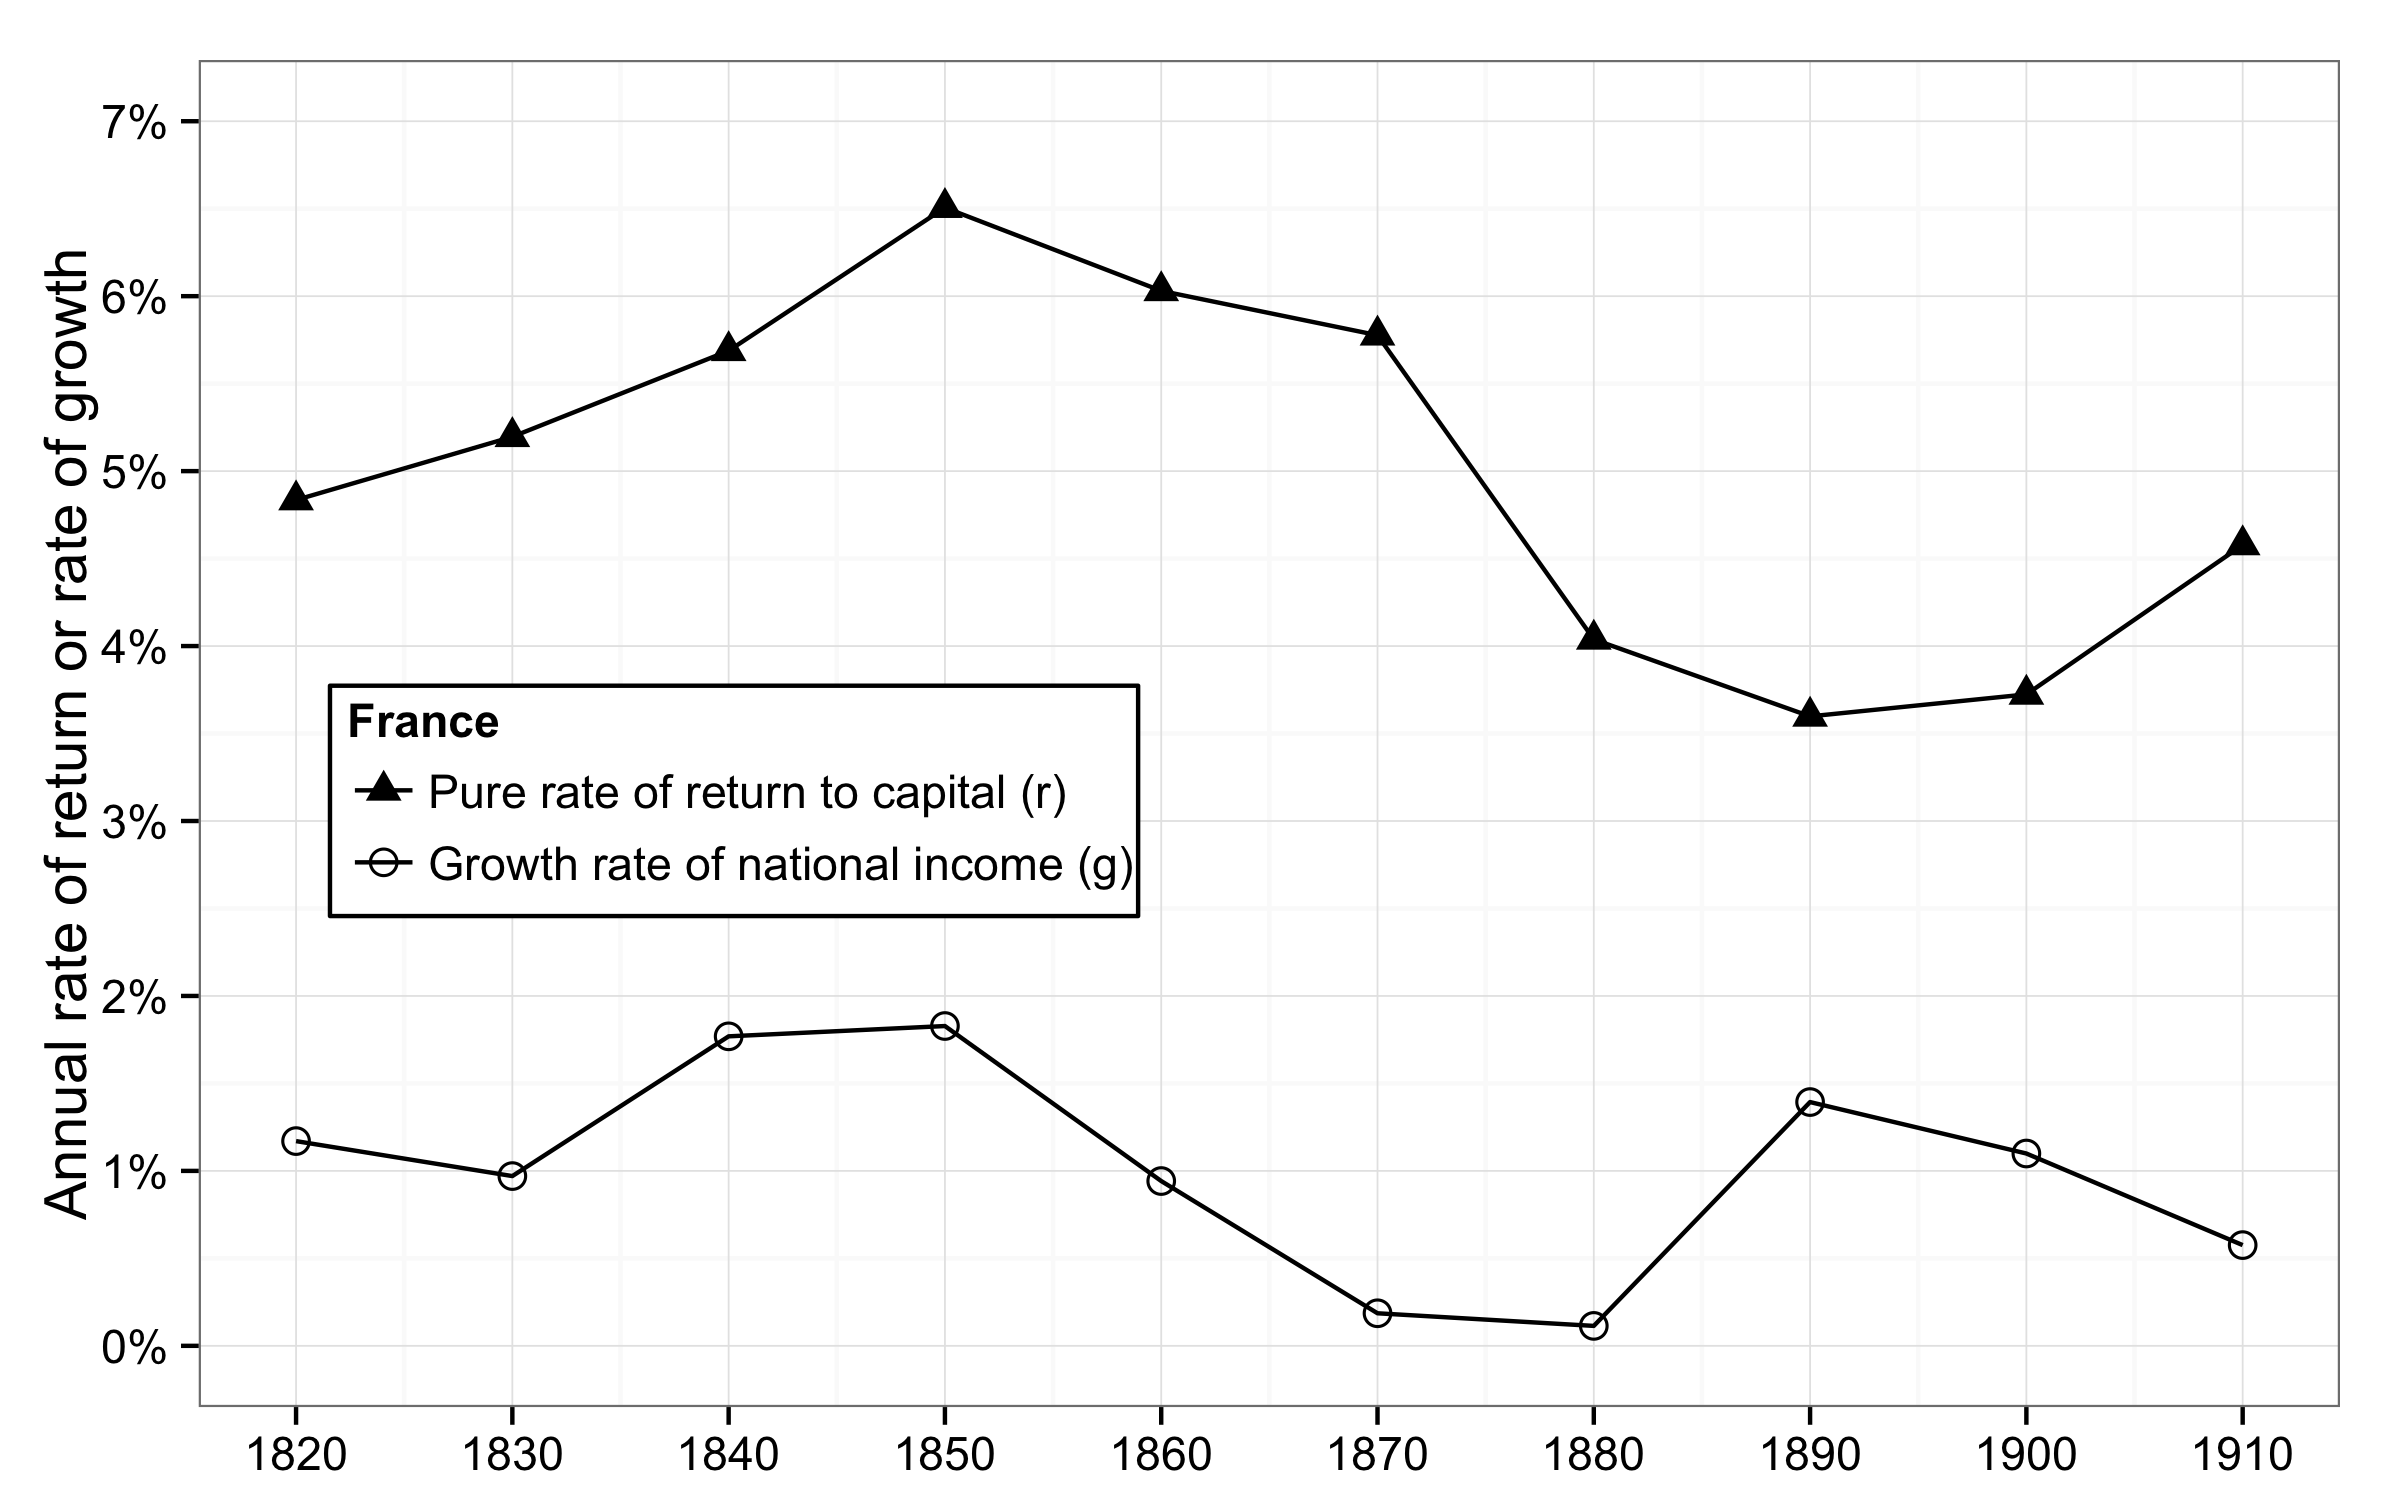 Annual rate of return or rate of growth
7%
6%
5%
4%
3%
2%
1%
0%
France
Pure rate of return to capital (r)
Growth rate of national income (g)
1820 1830 1840 1850 1860 1870 1880 1890 1900 1910